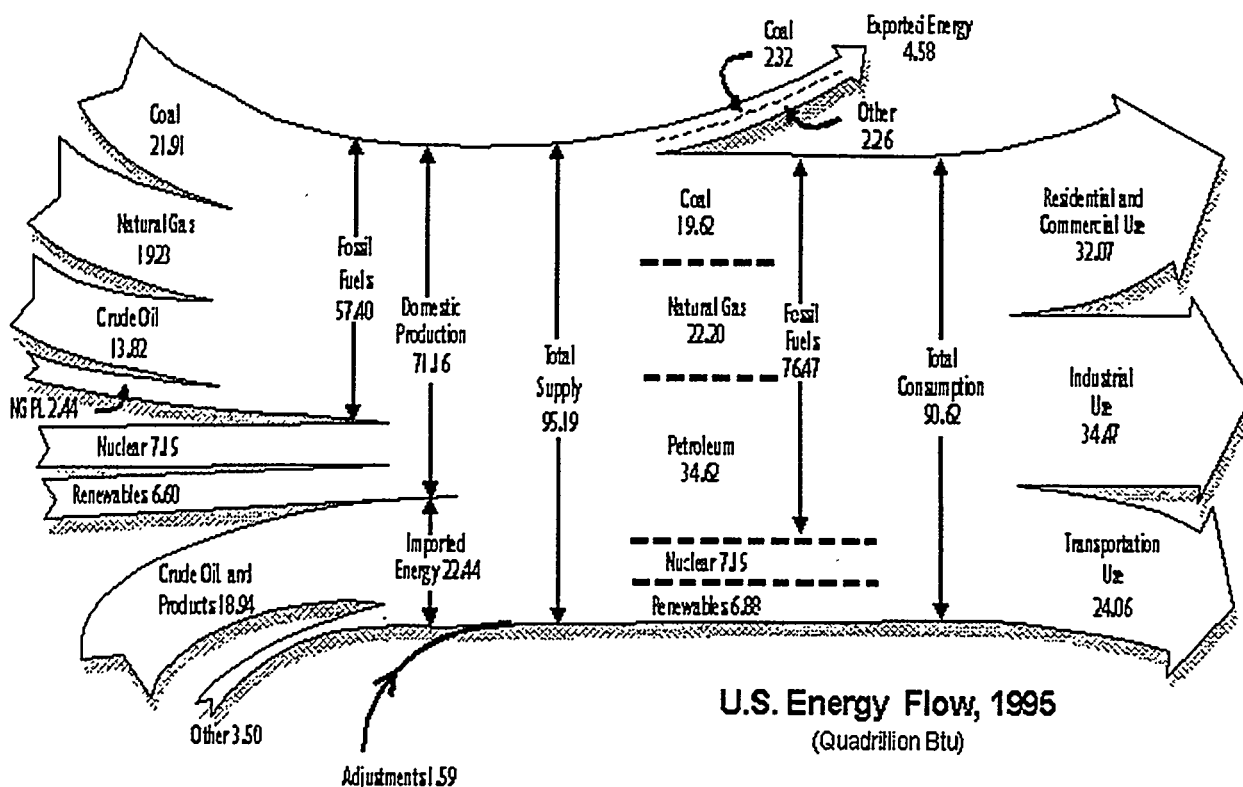 Coal
21.91
Natural Gas
19.23
Crude Oil
13.82
NGPL 2.44
Nuclear 7.15
Renewables 6.60
Crude Oil and
Products 18.94
Other 3.50
Adjustments 1.59
Fossil
Fuels
57.40
Domestic
Production
71.16
Imported
Energy 22.44
Total
Supply
95.19
Coal
2.32
Exported Energy
4.58
Other
2.26
Coal
19.62
Natural Gas
22.20
Petroleum
34.62
Nuclear 7.15
Renewables 6.88
Fossil
Fuels
76.47
Total
Consumption
90.62
Residential and
Commercial Use
32.07
Industrial
Use
34.47
Transportation
Use
24.06
U.S. Energy Flow, 1995
(Quadrillion Btu)